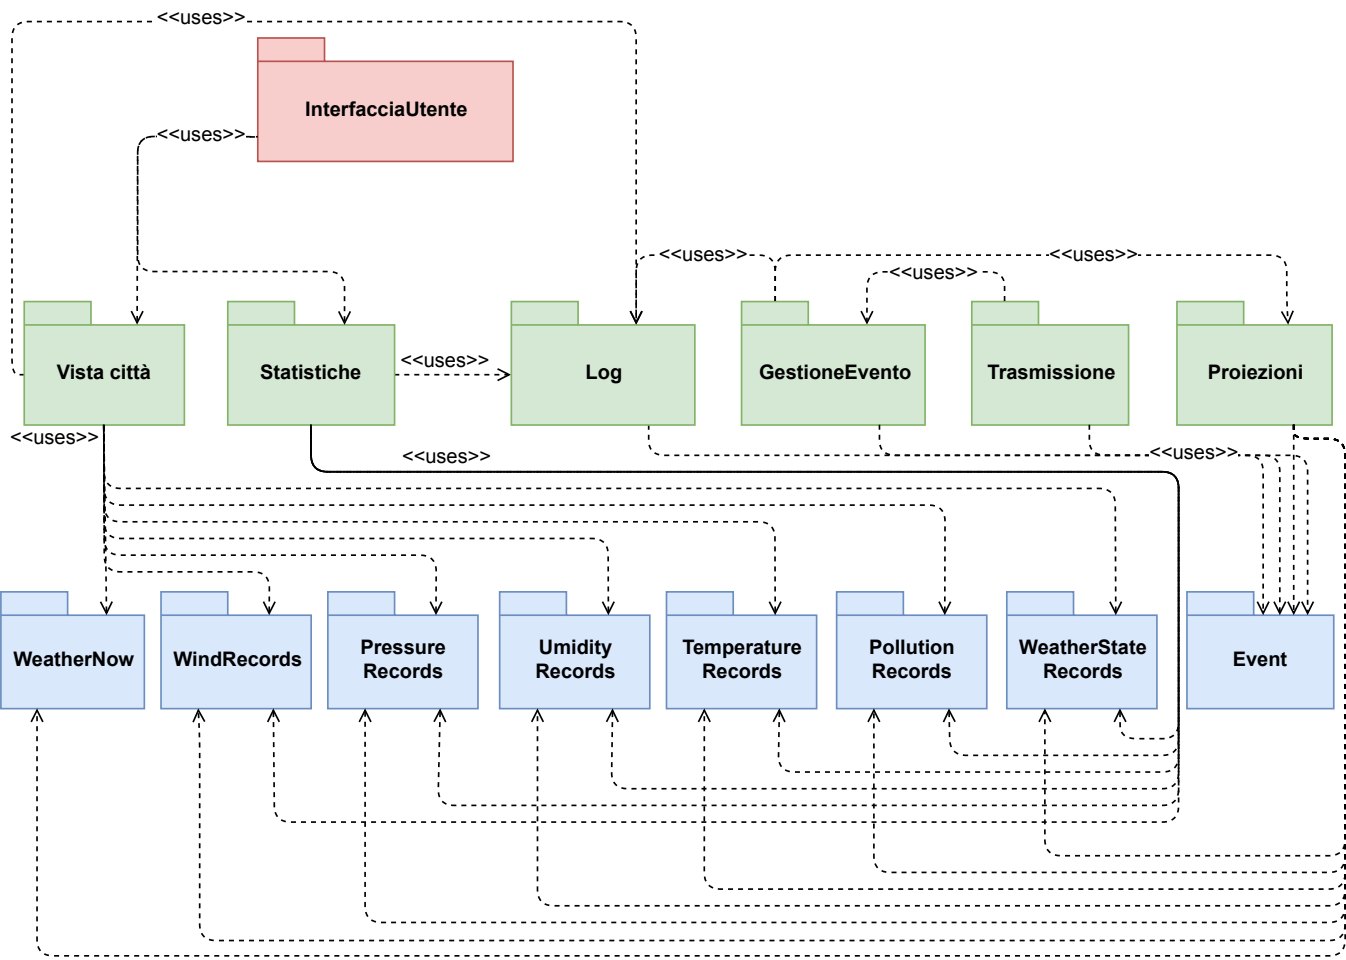 <<uses>>
InterfacciaUtente
<<uses>>
<<uses>>
<<uses>>
<<uses>>
Vista città
Statistiche
<<uses>>
Log
GestioneEvento
Trasmissione
Proiezioni
<<uses>>
<<uses>>
<<uses>>
WeatherNow
WindRecords
Pressure
Records
Umidity
Records
Temperature
Records
Pollution
Records
WeatherState
Records
Event